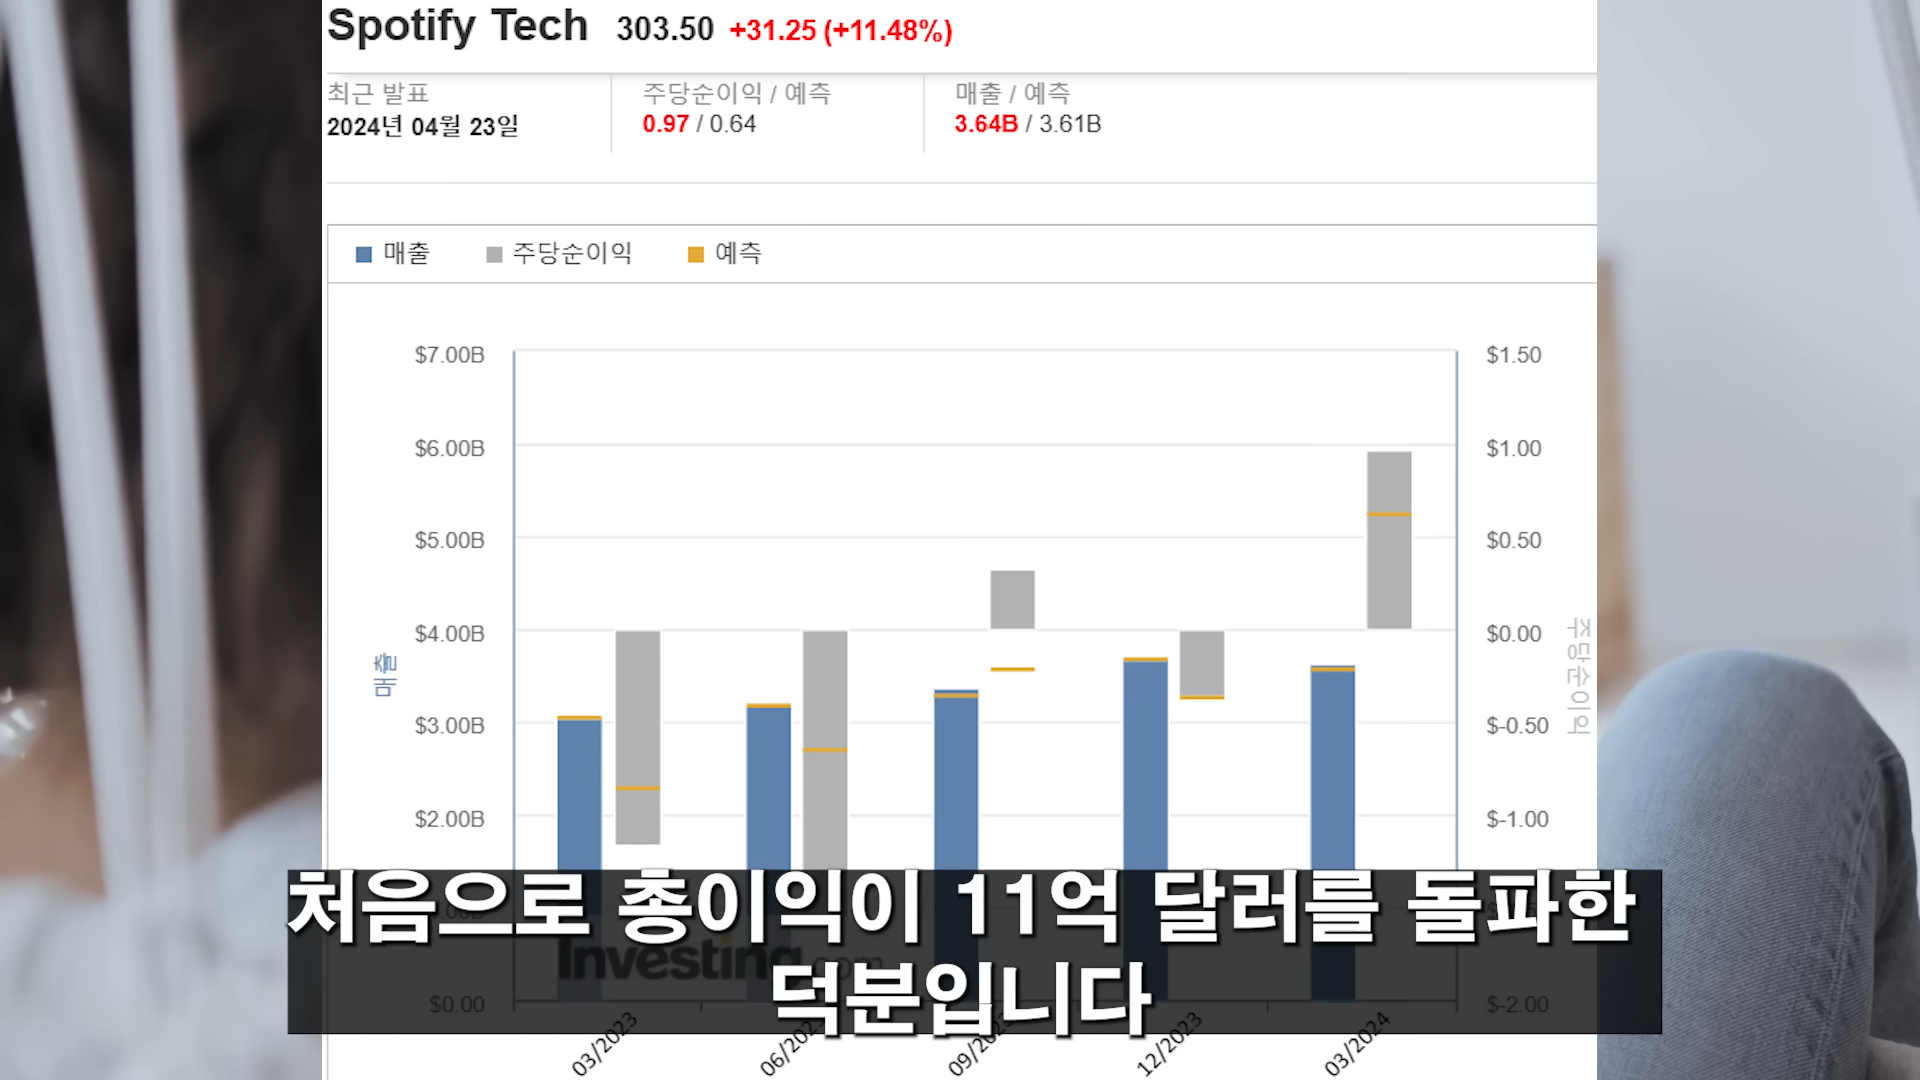 Spotify Tech 303.50 +31.25 (+11.48%)
최근 발표 주당순이익 / 예측 매출 / 예측
2024년 04월 23일 0.97 / 0.64 3.64B / 3.61B
매출 주당순이익 예측
$7.00B $1.50
$6.00B $1.00
$5.00B $0.50
$4.00B $0.00
매출 주당순이익
$3.00B $-0.50
$2.00B $-1.00
처음으로 총이익이 11억 달러를 돌파한
Investing.com
덕분입니다
$0.00 $-2.00
03/2023 06/2023 09/2023 12/2023 03/2024